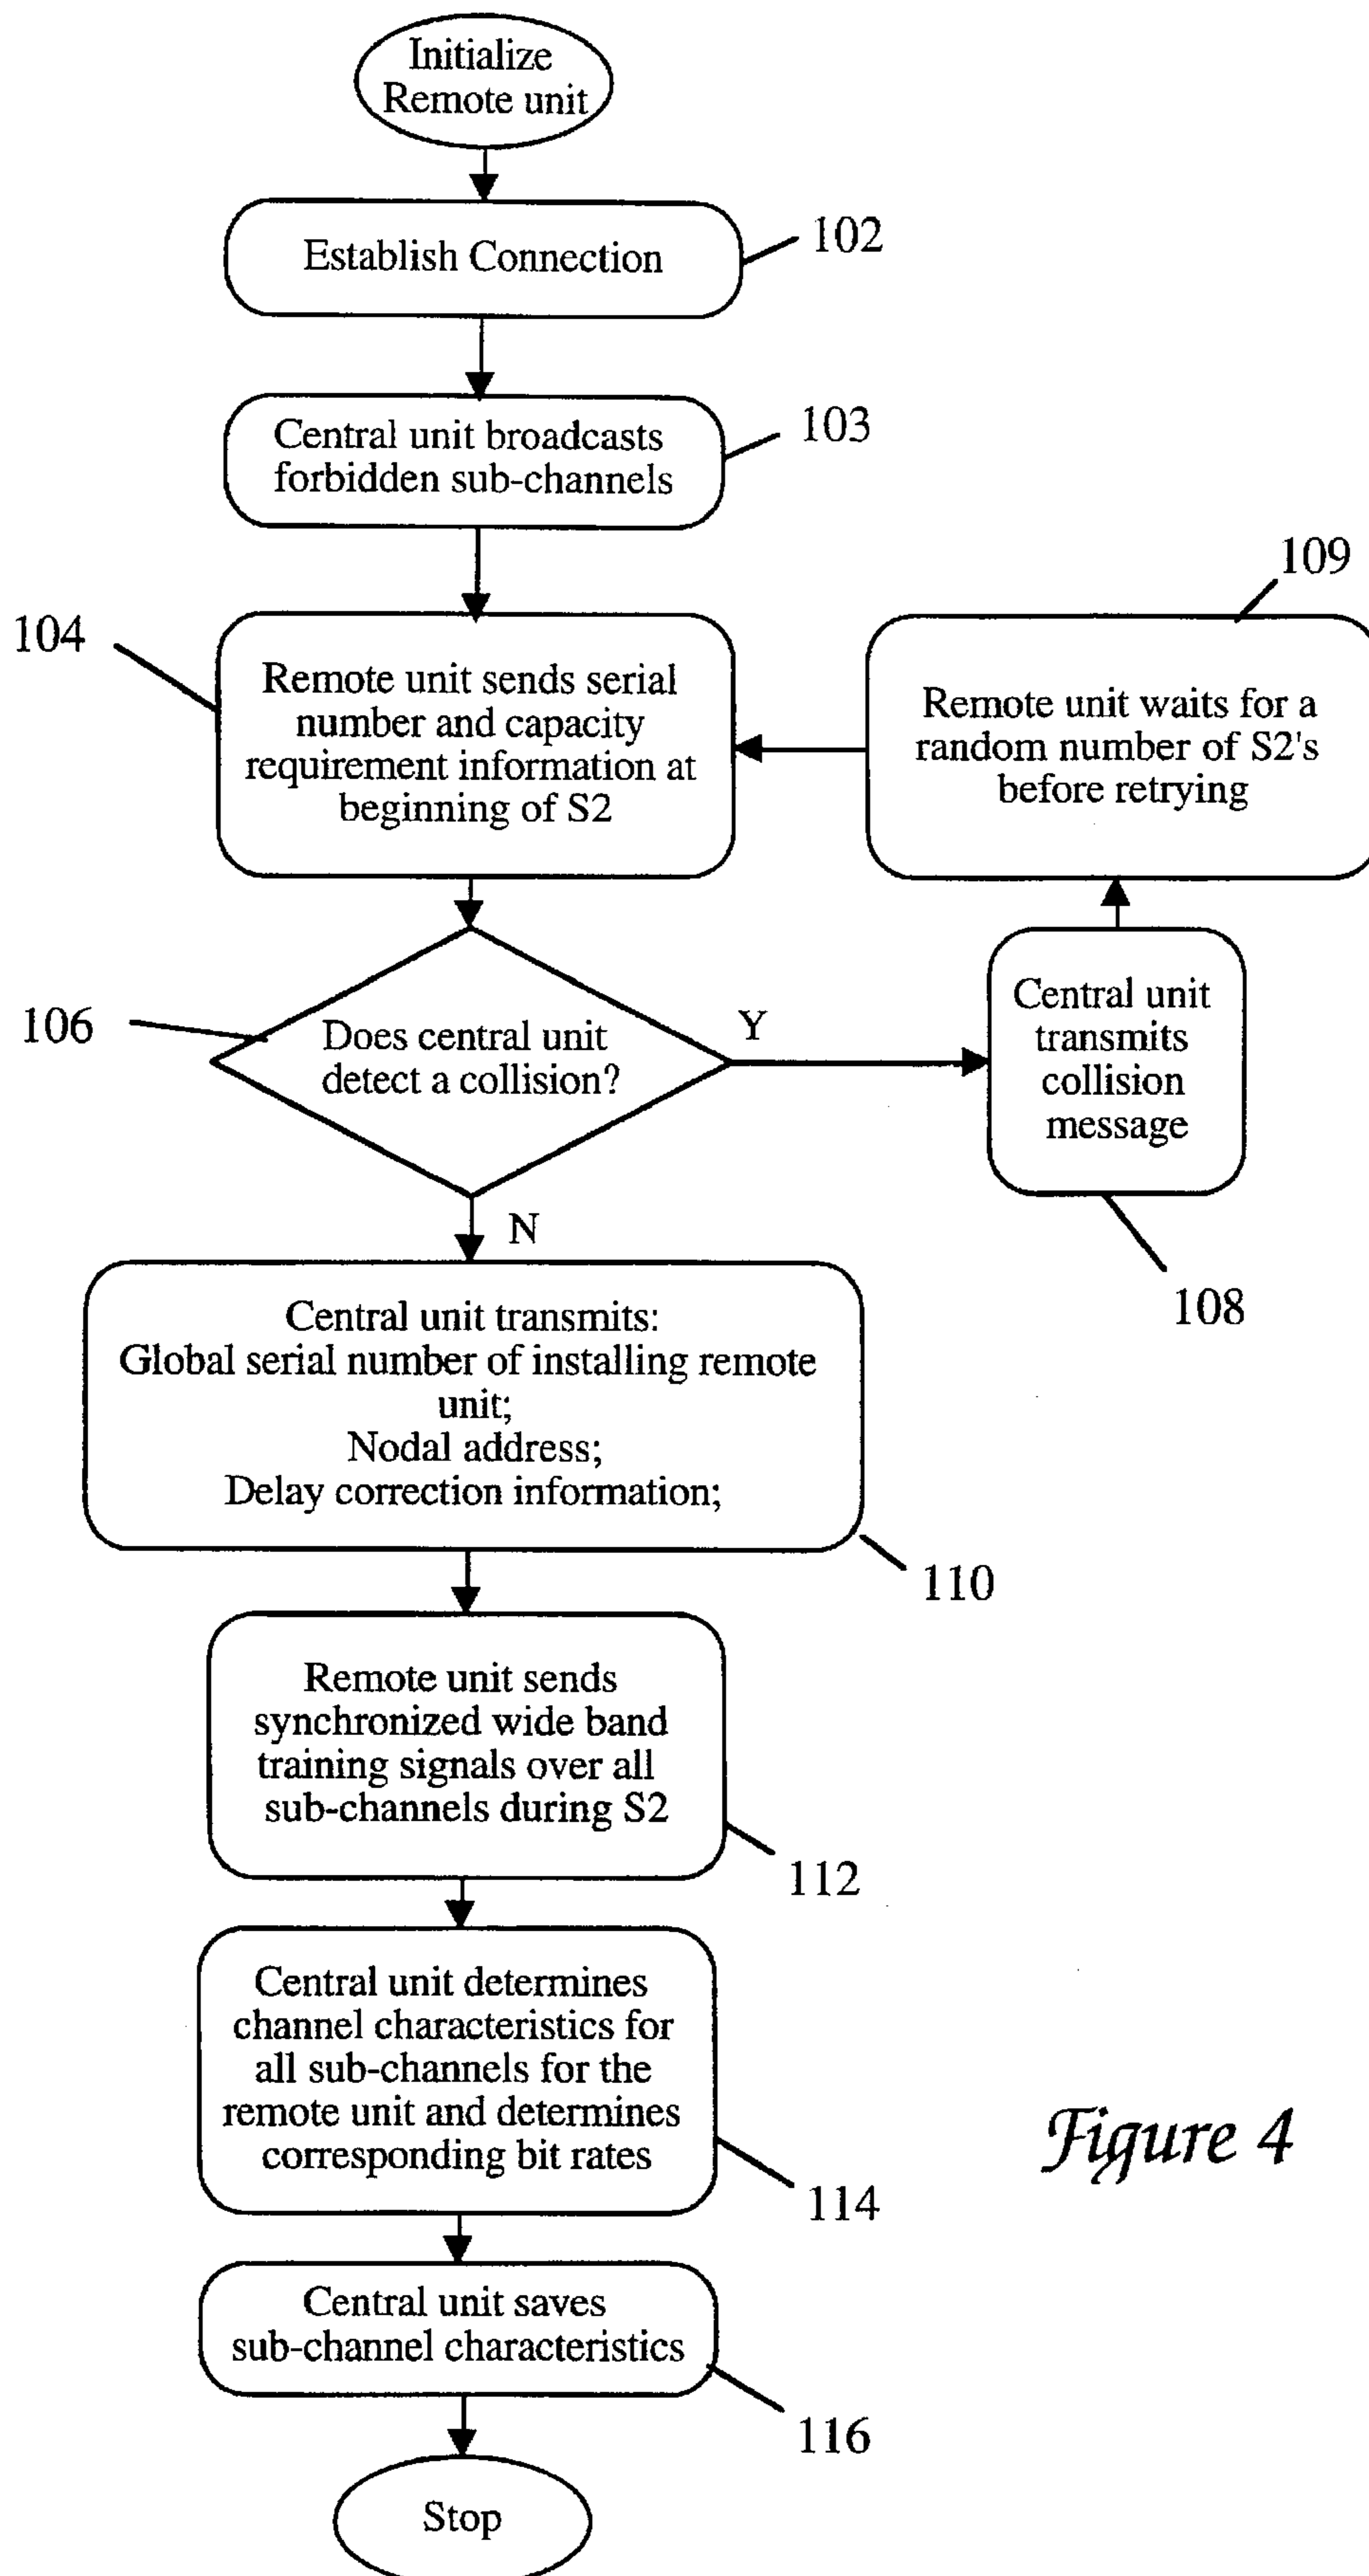 Initialize
Remote unit
Establish Connection
102
Central unit broadcasts
forbidden sub-channels
103
104
Remote unit sends serial
number and capacity
requirement information at
beginning of S2
109
Remote unit waits for a
random number of S2's
before retrying
106
Does central unit
detect a collision?
Y
Central unit
transmits
collision
message
108
N
Central unit transmits:
Global serial number of installing remote
unit;
Nodal address;
Delay correction information;
110
Remote unit sends
synchronized wide band
training signals over all
sub-channels during S2
112
Central unit determines
channel characteristics for
all sub-channels for the
remote unit and determines
corresponding bit rates
114
Figure 4
Central unit saves
sub-channel characteristics
116
Stop